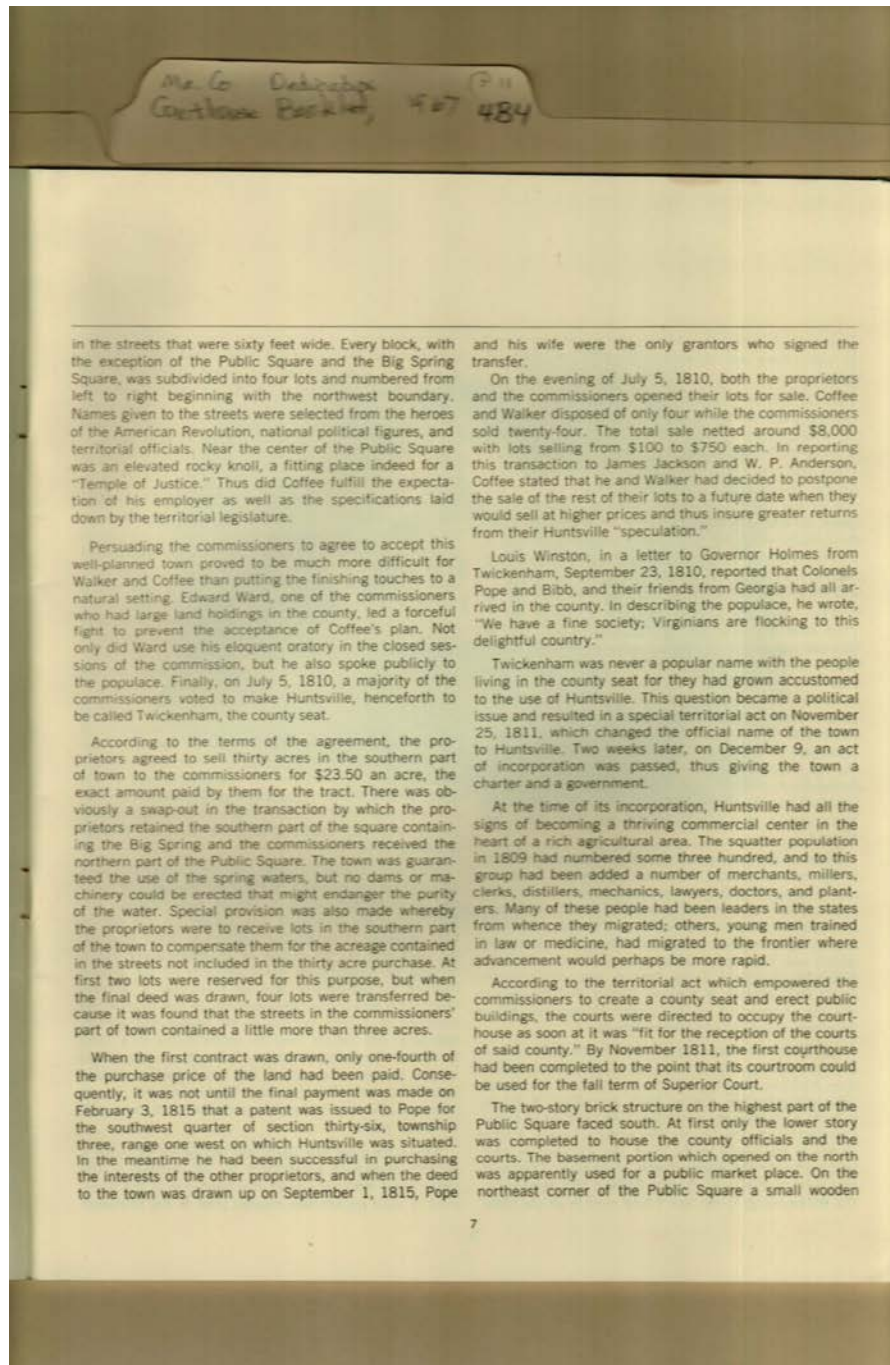 Ma. Co Dedication
Courthouse Booklet, 1967 484
in the streets that were sixty feet wide. Every block, with
the exception of the Public Square and the Big Spring
Square, was subdivided into four lots and numbered from
left to right beginning with the northwest boundary.
Names given to the streets were selected from the heroes
of the American Revolution, national political figures, and
territorial officials. Near the center of the Public Square
was an elevated rocky knoll, a fitting place indeed for a
"Temple of Justice." Thus did Coffee fulfill the expecta-
tion of his employer as well as the specifications laid
down by the territorial legislature.
Persuading the commissioners to agree to accept this
well-planned town proved to be much more difficult for
Walker and Coffee than putting the finishing touches to a
natural setting. Edward Ward, one of the commissioners
who had large land holdings in the county, led a forceful
fight to prevent the acceptance of Coffee's plan. Not
only did Ward use his eloquent oratory in the closed ses-
sions of the commission, but he also spoke publicly to
the populace. Finally, on July 5, 1810, a majority of the
commissioners voted to make Huntsville, henceforth to
be called Twickenham, the county seat.
According to the terms of the agreement, the pro-
prietors agreed to sell thirty acres in the southern part
of town to the commissioners for $23.50 an acre, the
exact amount paid by them for the tract. There was ob-
viously a swap-out in the transaction by which the pro-
prietors retained the southern part of the square contain-
ing the Big Spring and the commissioners received the
northern part of the Public Square. The town was guaran-
teed the use of the spring waters, but no dams or ma-
chinery could be erected that might endanger the purity
of the water. Special provision was also made whereby
the proprietors were to receive lots in the southern part
of the town to compensate them for the acreage contained
in the streets not included in the thirty acre purchase. At
first two lots were reserved for this purpose, but when
the final deed was drawn, four lots were transferred be-
cause it was found that the streets in the commissioners'
part of town contained a little more than three acres.
When the first contract was drawn, only one-fourth of
the purchase price of the land had been paid. Conse-
quently, it was not until the final payment was made on
February 3, 1815 that a patent was issued to Pope for
the southwest quarter of section thirty-six, township
three, range one west on which Huntsville was situated.
In the meantime he had been successful in purchasing
the interests of the other proprietors, and when the deed
to the town was drawn up on September 1, 1815, Pope
and his wife were the only grantors who signed the
transfer.
On the evening of July 5, 1810, both the proprietors
and the commissioners opened their lots for sale. Coffee
and Walker disposed of only four while the commissioners
sold twenty-four. The total sale netted around $8,000
with lots selling from $100 to $750 each. In reporting
this transaction to James Jackson and W. P. Anderson,
Coffee stated that he and Walker had decided to postpone
the sale of the rest of their lots to a future date when they
would sell at higher prices and thus insure greater returns
from their Huntsville "speculation."
Louis Winston, in a letter to Governor Holmes from
Twickenham, September 23, 1810, reported that Colonels
Pope and Bibb, and their friends from Georgia had all ar-
rived in the county. In describing the populace, he wrote,
"We have a fine society; Virginians are flocking to this
delightful country."
Twickenham was never a popular name with the people
living in the county seat for they had grown accustomed
to the use of Huntsville. This question became a political
issue and resulted in a special territorial act on November
25, 1811, which changed the official name of the town
to Huntsville. Two weeks later, on December 9, an act
of incorporation was passed, thus giving the town a
charter and a government.
At the time of its incorporation, Huntsville had all the
signs of becoming a thriving commercial center in the
heart of a rich agricultural area. The squatter population
in 1809 had numbered some three hundred, and to this
group had been added a number of merchants, millers,
clerks, distillers, mechanics, lawyers, doctors, and plant-
ers. Many of these people had been leaders in the states
from whence they migrated; others, young men trained
in law or medicine, had migrated to the frontier where
advancement would perhaps be more rapid.
According to the territorial act which empowered the
commissioners to create a county seat and erect public
buildings, the courts were directed to occupy the court-
house as soon at it was "fit for the reception of the courts
of said county." By November 1811, the first courthouse
had been completed to the point that its courtroom could
be used for the fall term of Superior Court.
The two-story brick structure on the highest part of the
Public Square faced south. At first only the lower story
was completed to house the county officials and the
courts. The basement portion which opened on the north
was apparently used for a public market place. On the
northeast corner of the Public Square a small wooden
7